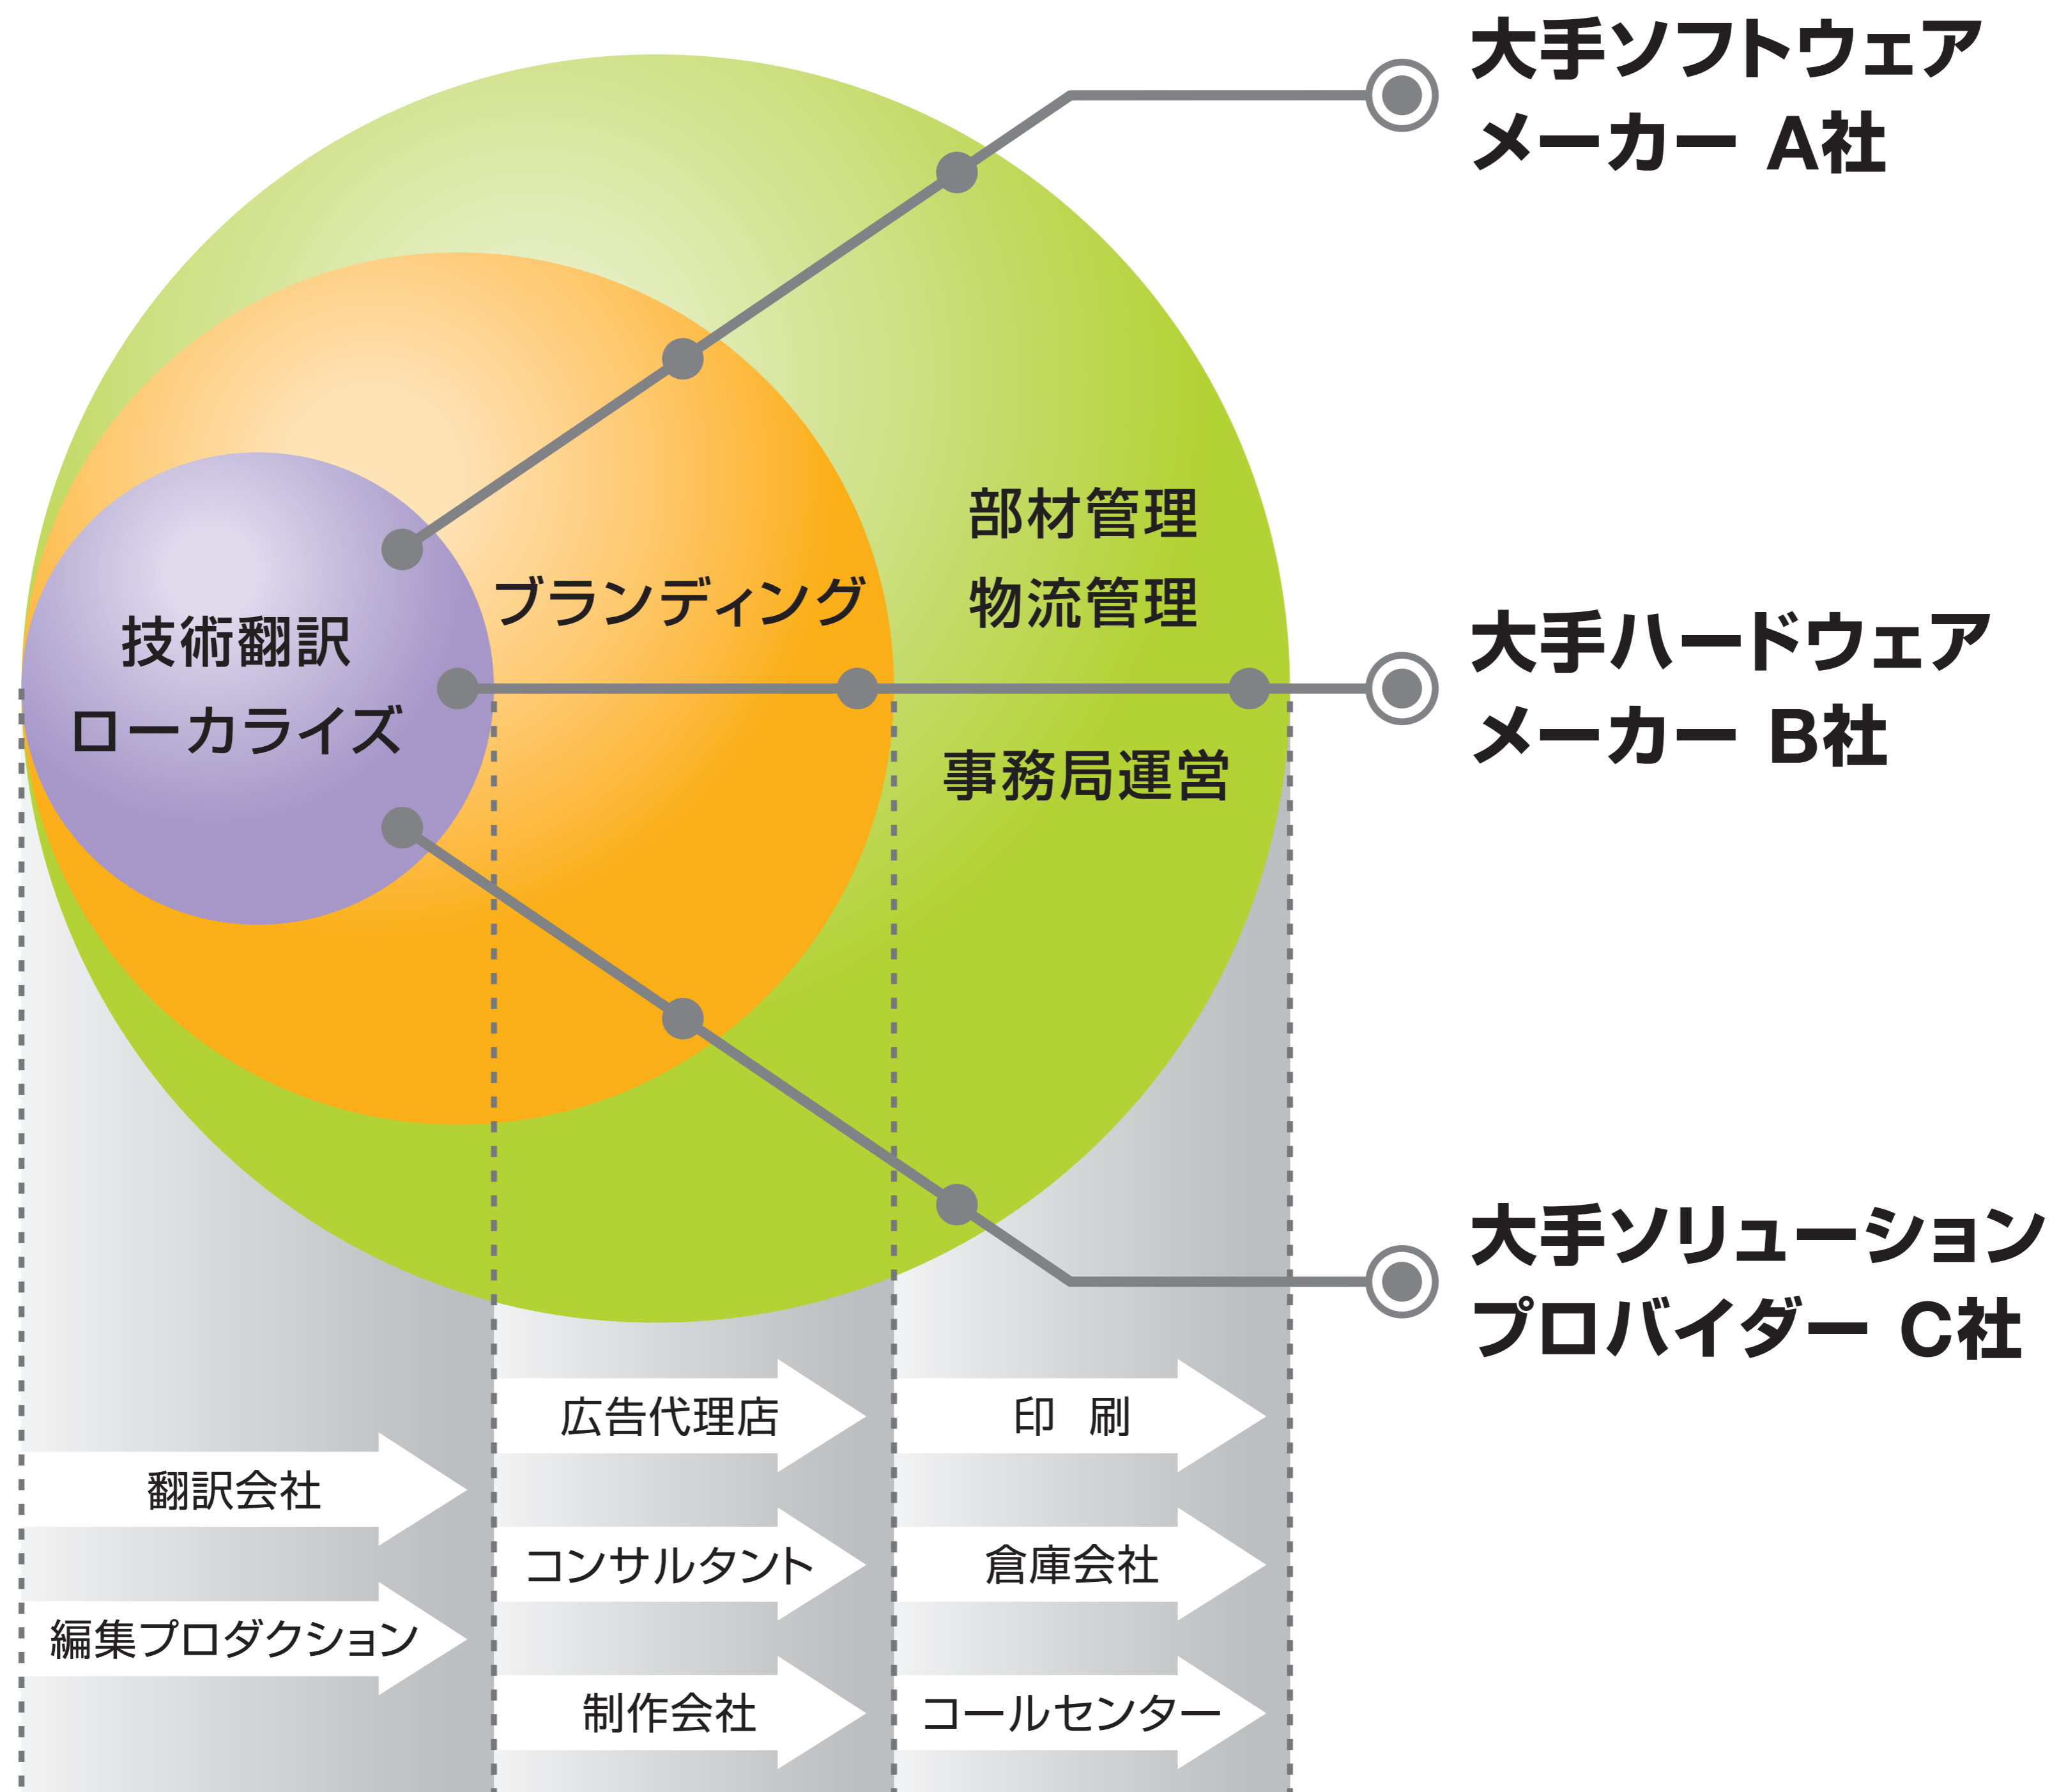 大手ソフトウェア
メーカー A社
部材管理
物流管理
ブランディング
技術翻訳
ローカライズ
大手ハードウェア
メーカー B社
事務局運営
大手ソリューション
プロバイダー C社
広告代理店
印 刷
翻訳会社
コンサルタント
倉庫会社
編集プロダクション
制作会社
コールセンター